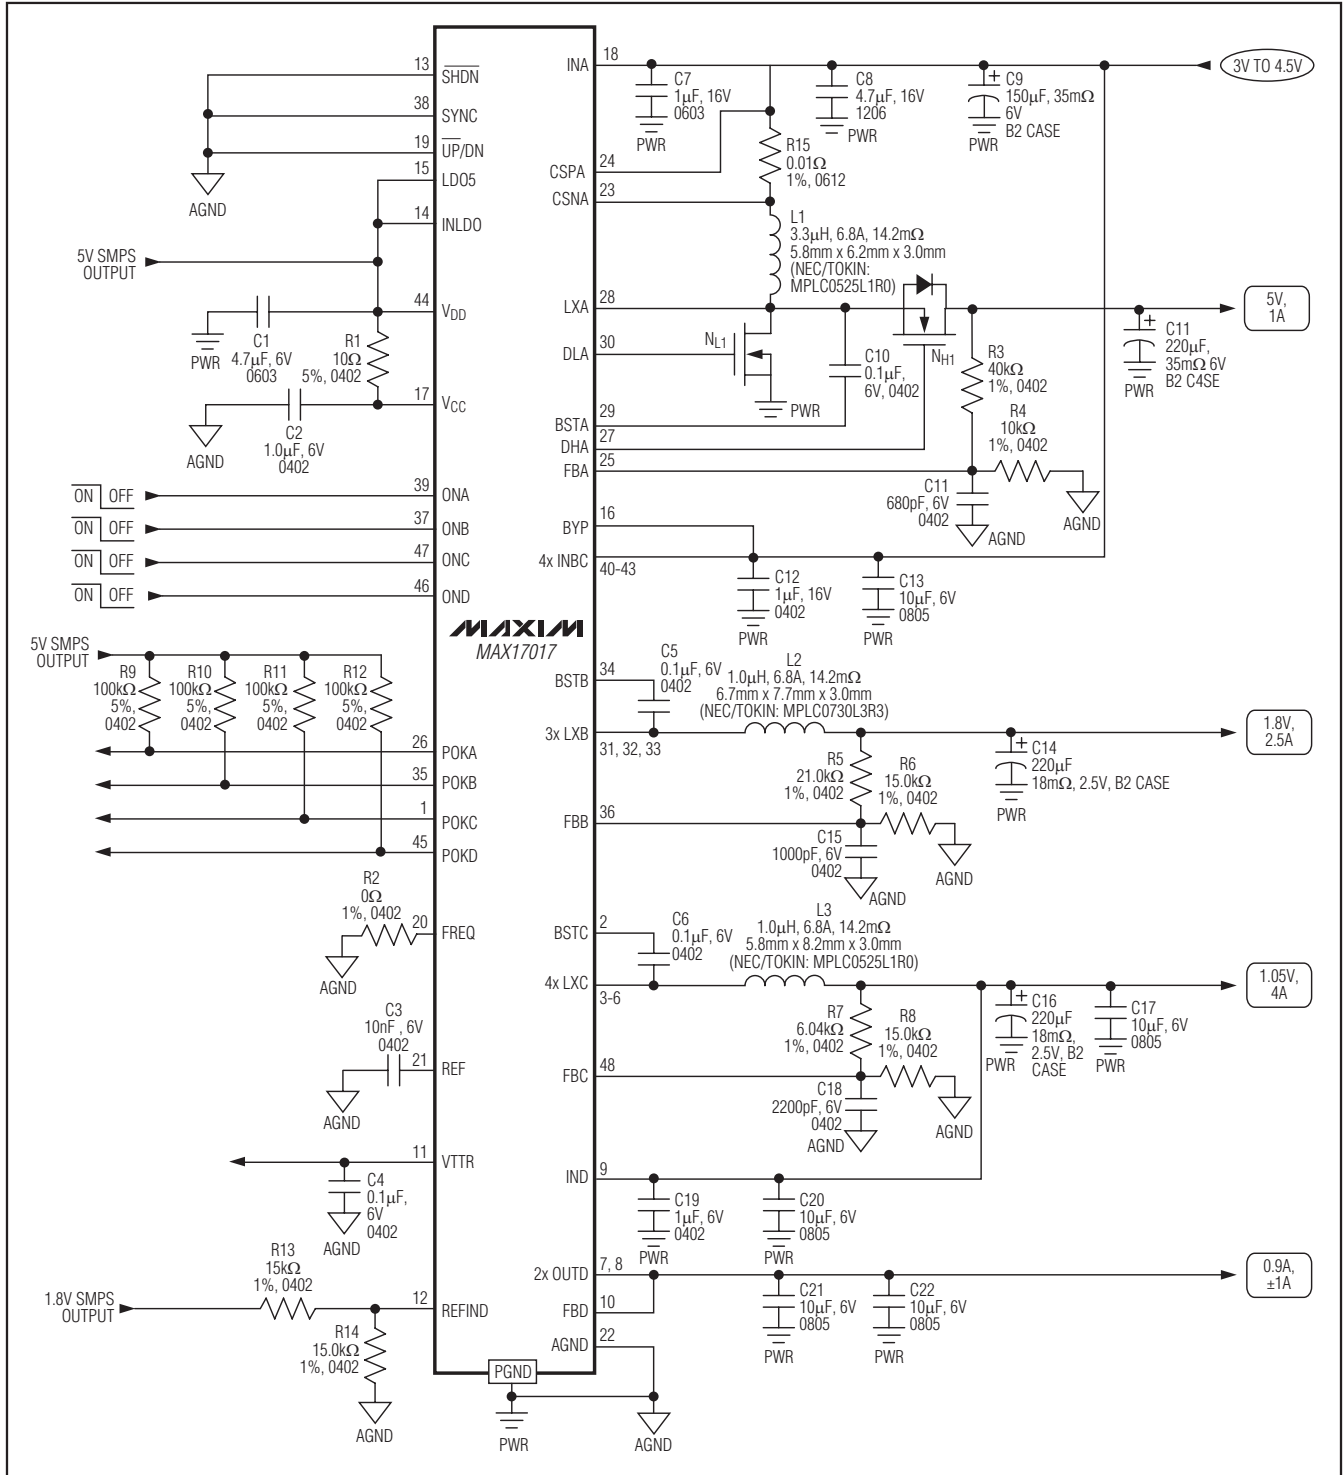 13
SHDN
38
SYNC
19
UP/DN
15
LDO5
AGND
14
INLDO
5V SMPS
OUTPUT
44
VDD
PWR
C1
4.7µF, 6V
0603
R1
10Ω
5%, 0402
17
VCC
AGND
C2
1.0µF, 6V
0402
ON OFF
39
ONA
ON OFF
37
ONB
ON OFF
47
ONC
ON OFF
46
OND
MAXIM
MAX17017
5V SMPS
OUTPUT
R9
100kΩ
5%,
0402
R10
100kΩ
5%,
0402
R11
100kΩ
5%,
0402
R12
100kΩ
5%,
0402
26
POKA
35
POKB
1
POKC
45
POKD
R2
0Ω
1%, 0402
20
FREQ
AGND
C3
10nF , 6V
0402
21
REF
AGND
11
VTTR
C4
0.1µF,
6V
0402
AGND
R13
15kΩ
1%, 0402
1.8V SMPS
OUTPUT
12
REFIND
R14
15.0kΩ
1%, 0402
AGND
PGND
PWR
INA
18
3V TO 4.5V
C7
1µF, 16V
0603
PWR
C8
4.7µF, 16V
1206
PWR
+
C9
150µF, 35mΩ
6V
B2 CASE
PWR
R15
0.01Ω
1%, 0612
CSPA
24
CSNA
23
L1
3.3µH, 6.8A, 14.2mΩ
5.8mm x 6.2mm x 3.0mm
(NEC/TOKIN:
MPLC0525L1R0)
LXA
28
5V,
1A
DLA
30
NL1
PWR
C10
0.1µF,
6V, 0402
NH1
R3
40kΩ
1%, 0402
+
C11
220µF,
35mΩ 6V
B2 C4SE
PWR
BSTA
29
DHA
27
FBA
25
R4
10kΩ
1%, 0402
AGND
C11
680pF, 6V
0402
AGND
BYP
16
4x INBC
40-43
C12
1µF, 16V
0402
PWR
C13
10µF, 6V
0805
PWR
BSTB
34
C5
0.1µF, 6V
0402
L2
1.0µH, 6.8A, 14.2mΩ
6.7mm x 7.7mm x 3.0mm
(NEC/TOKIN: MPLC0730L3R3)
3x LXB
31, 32, 33
1.8V,
2.5A
R5
21.0kΩ
1%, 0402
R6
15.0kΩ
1%, 0402
+
C14
220µF
18mΩ, 2.5V, B2 CASE
PWR
FBB
36
C15
1000pF, 6V
0402
AGND
AGND
BSTC
2
C6
0.1µF, 6V
0402
L3
1.0µH, 6.8A, 14.2mΩ
5.8mm x 8.2mm x 3.0mm
(NEC/TOKIN: MPLC0525L1R0)
4x LXC
3-6
1.05V,
4A
R7
6.04kΩ
1%, 0402
R8
15.0kΩ
1%, 0402
+
C16
220µF
18mΩ,
2.5V, B2
CASE
PWR
C17
10µF, 6V
0805
PWR
FBC
48
C18
2200pF, 6V
0402
AGND
AGND
IND
9
C19
1µF, 6V
0402
PWR
C20
10µF, 6V
0805
PWR
2x OUTD
7, 8
0.9A,
±1A
FBD
10
C21
10µF, 6V
0805
PWR
C22
10µF, 6V
0805
PWR
AGND
22
AGND